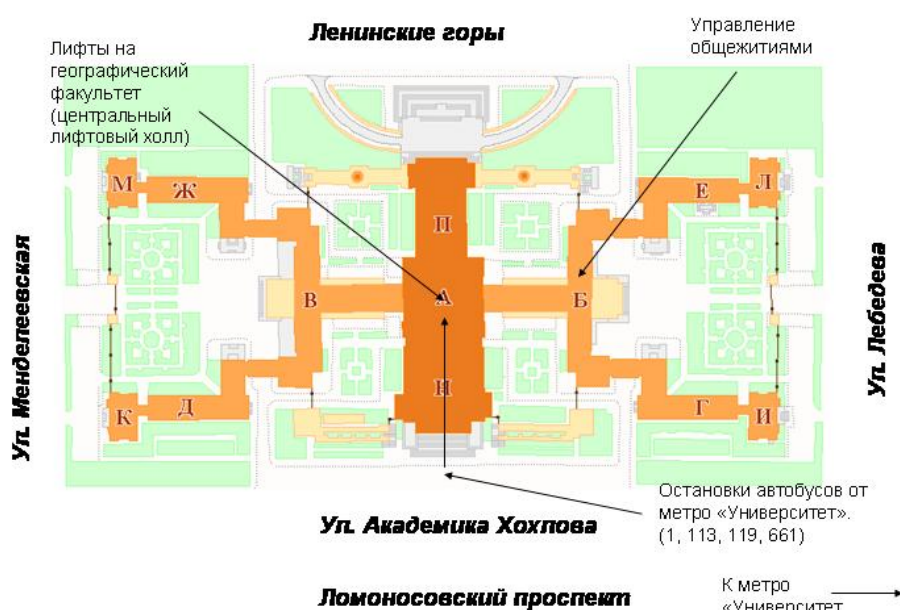 Ленинские горы
Управление
общежитиями
Лифты на
географический
факультет
(центральный
лифтовый холл)
М
Ж
Е
Л
П
Ул. Менделеевская
В
А
Б
Ул. Лебедева
К
Д
Н
Г
И
Остановки автобусов от
метро «Университет».
(1, 113, 119, 661)
Ул. Академика Хохлова
Ломоносовский проспект
К метро
«Университет